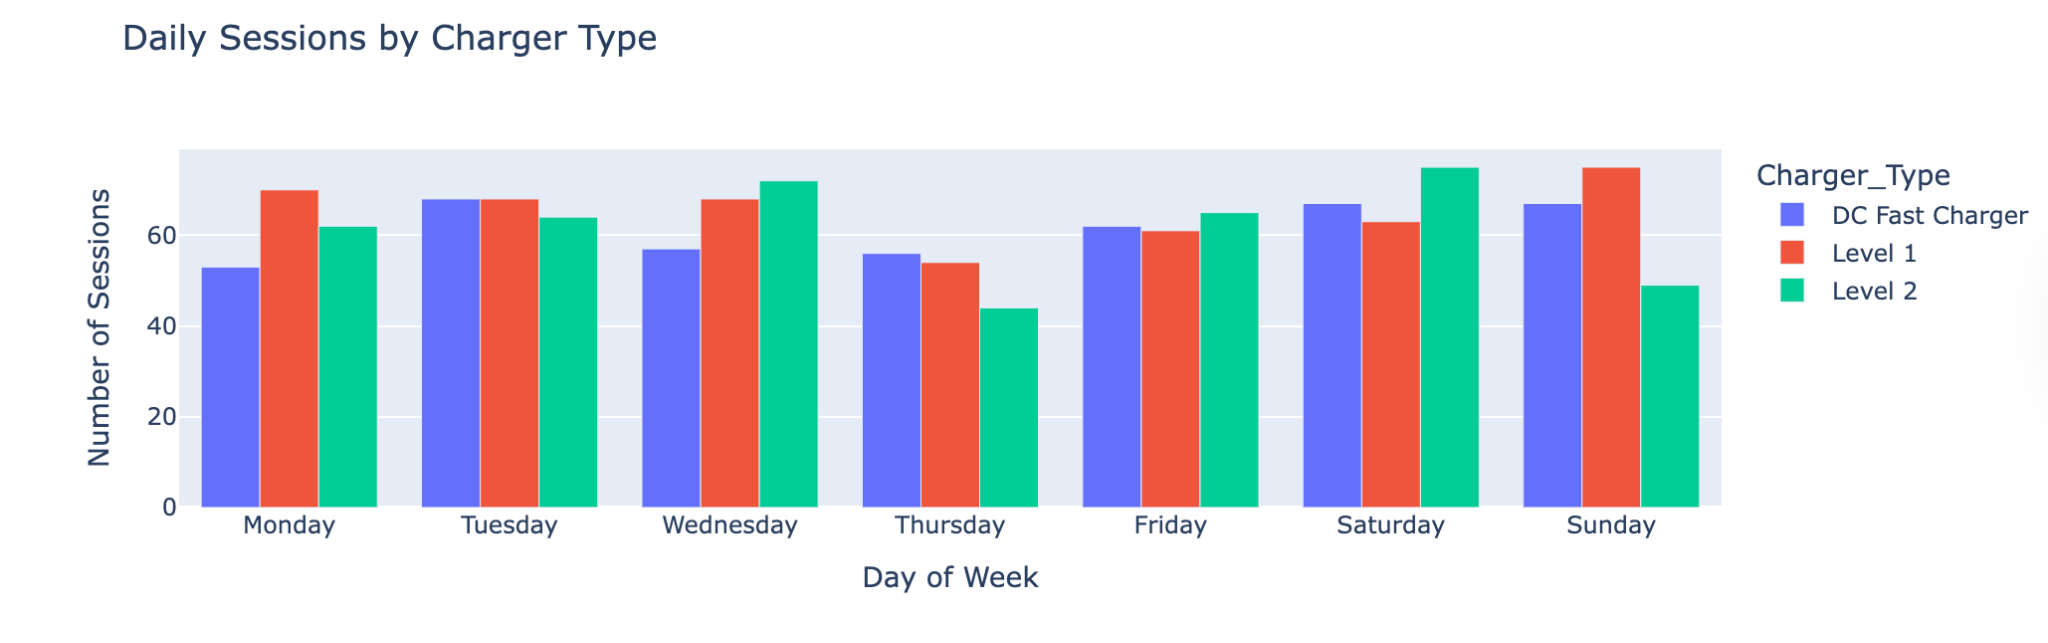 Daily Sessions by Charger Type
Number of Sessions
60
40
20
0
Monday
Tuesday
Wednesday
Thursday
Friday
Saturday
Sunday
Day of Week
Charger_Type
DC Fast Charger
Level 1
Level 2